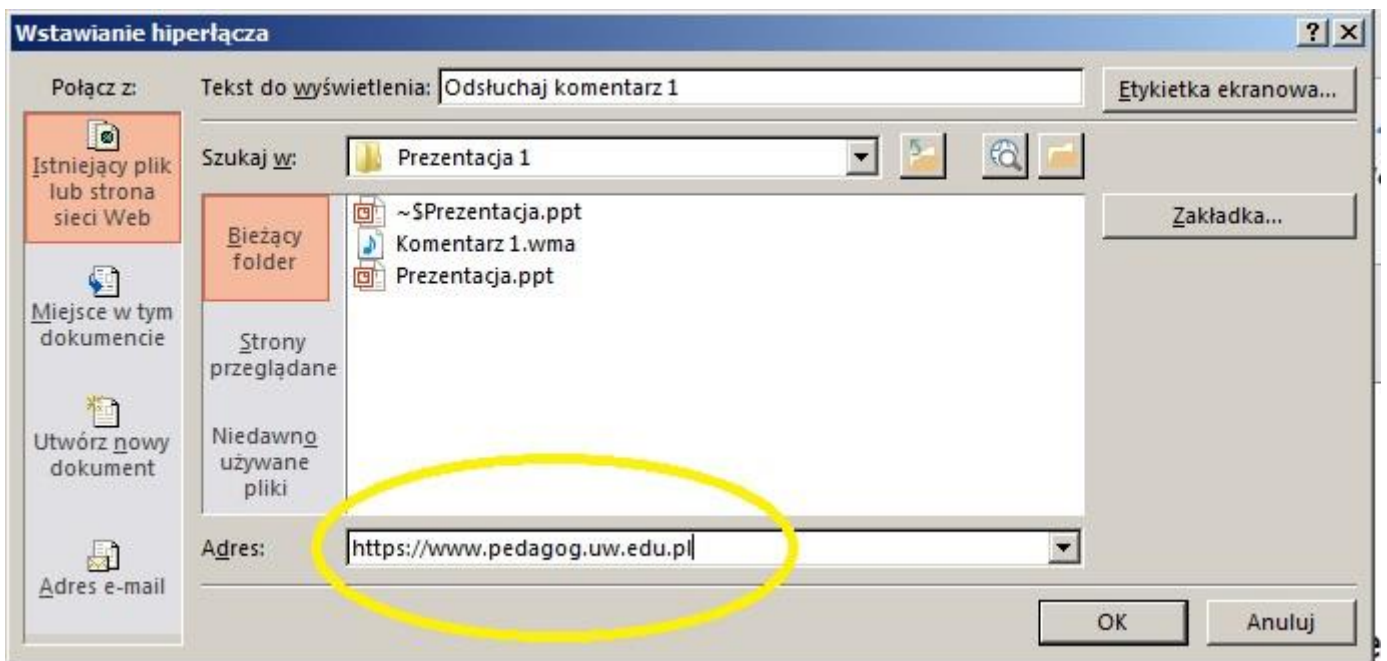 Wstawianie hiperłącza
Połącz z:
Tekst do wyświetlenia: Odsłuchaj komentarz 1
Etykietka ekranowa...
Istniejący plik
lub strona
sieci Web
Szukaj w:
Prezentacja 1
Bieżący
folder
~$Prezentacja.ppt
Komentarz 1.wma
Prezentacja.ppt
Zakładka...
Miejsce w tym
dokumencie
Strony
przeglądane
Utwórz nowy
dokument
Niedawno
używane
pliki
Adres e-mail
Adres:
https://www.pedagog.uw.edu.pl
OK
Anuluj